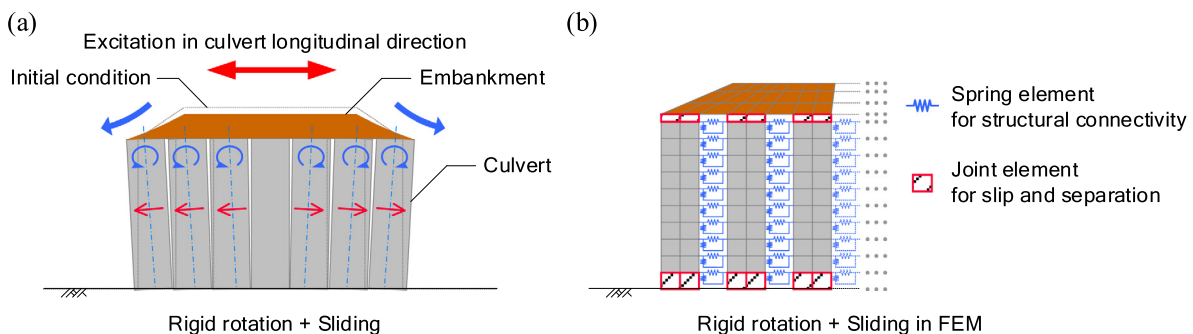 (a)
Excitation in culvert longitudinal direction
Initial condition
Embankment
Culvert
Rigid rotation + Sliding
(b)
Spring element
for structural connectivity
Joint element
for slip and separation
Rigid rotation + Sliding in FEM